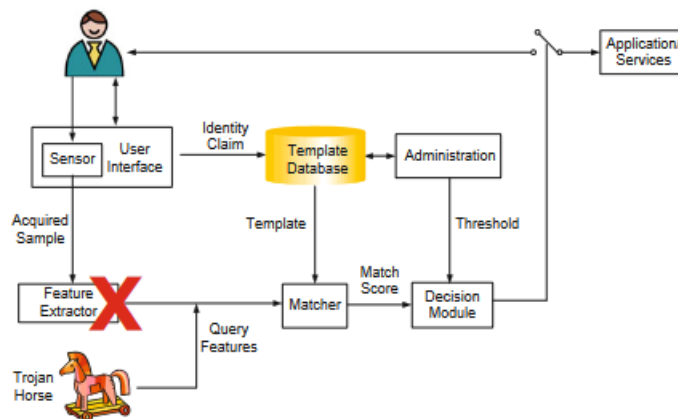 Application/
Services
Identity
Claim
User
Interface
Sensor
Template
Database
Administration
Acquired
Sample
Template
Threshold
Feature
Extractor
Match
Score
Matcher
Decision
Module
Query
Features
Trojan
Horse